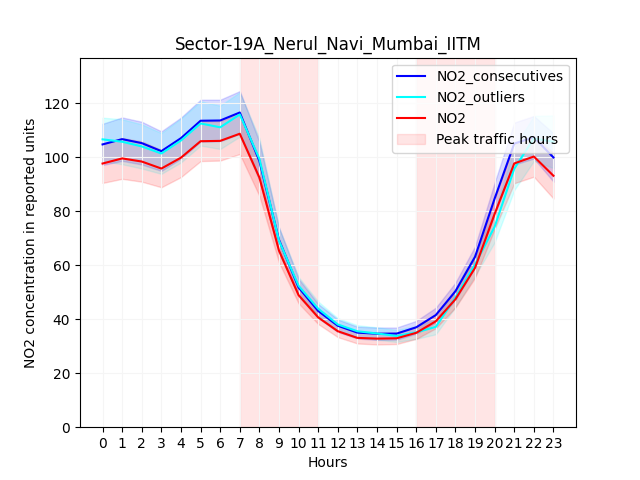 Sector-19A_Nerul_Navi_Mumbai_IITM
NO2_consecutives
NO2_outliers
NO2
Peak traffic hours
NO2 concentration in reported units
120
100
80
60
40
20
0
0 1 2 3 4 5 6 7 8 9 10 11 12 13 14 15 16 17 18 19 20 21 22 23
Hours